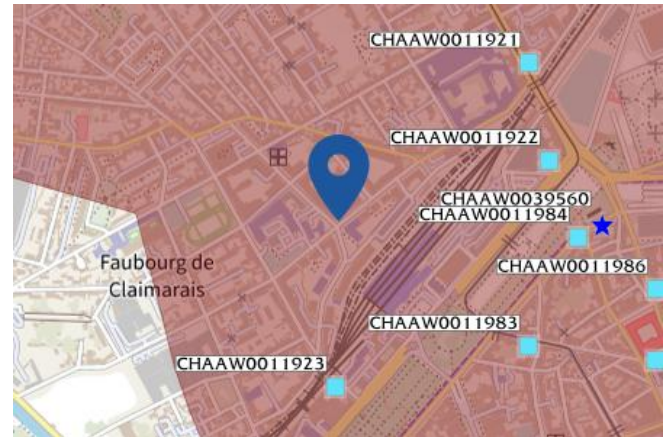 CHAAW0011921
CHAAW0011922
CHAAW0039560
CHAAW0011984
Faubourg de
Claimarais
CHAAW0011986
CHAAW0011983
CHAAW0011923